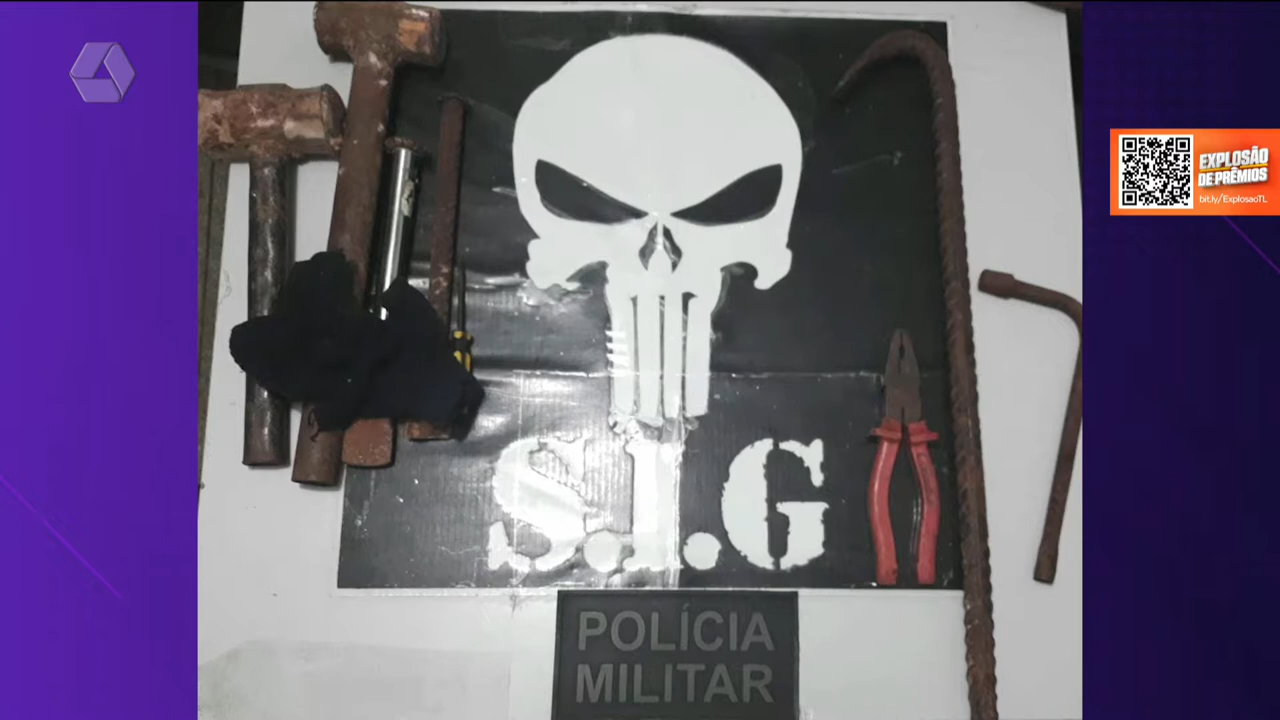 EXPLOSÃO
DE PRÊMIOS
bit.ly/ExplosaoTL
S.I.G
POLÍCIA
MILITAR